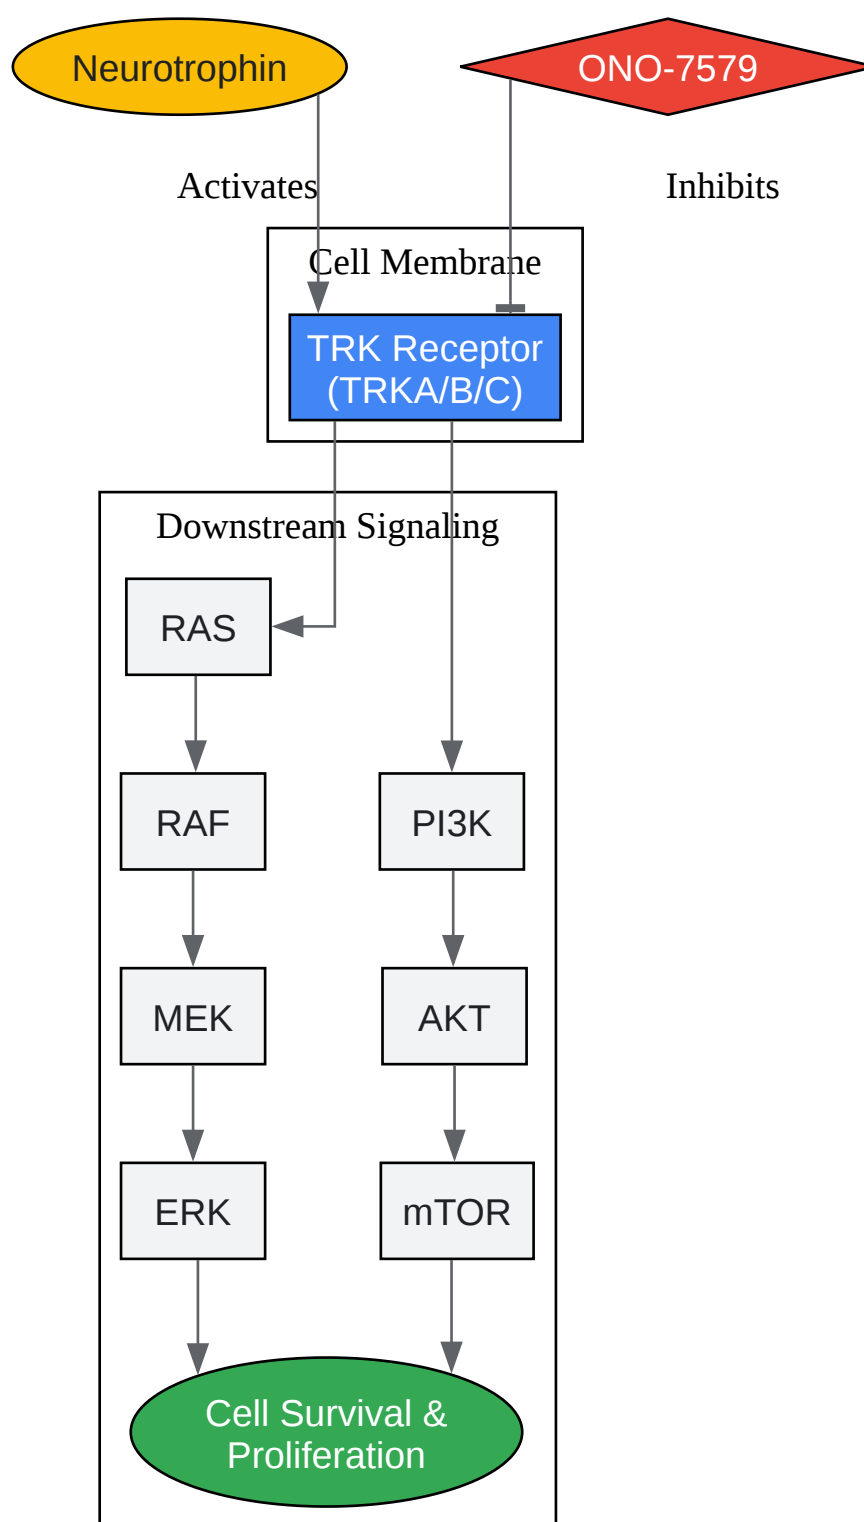 Neurotrophin
ONO-7579
Activates
Inhibits
Cell Membrane
TRK Receptor
(TRKA/B/C)
Downstream Signaling
RAS
RAF
PI3K
MEK
AKT
ERK
mTOR
Cell Survival &
Proliferation